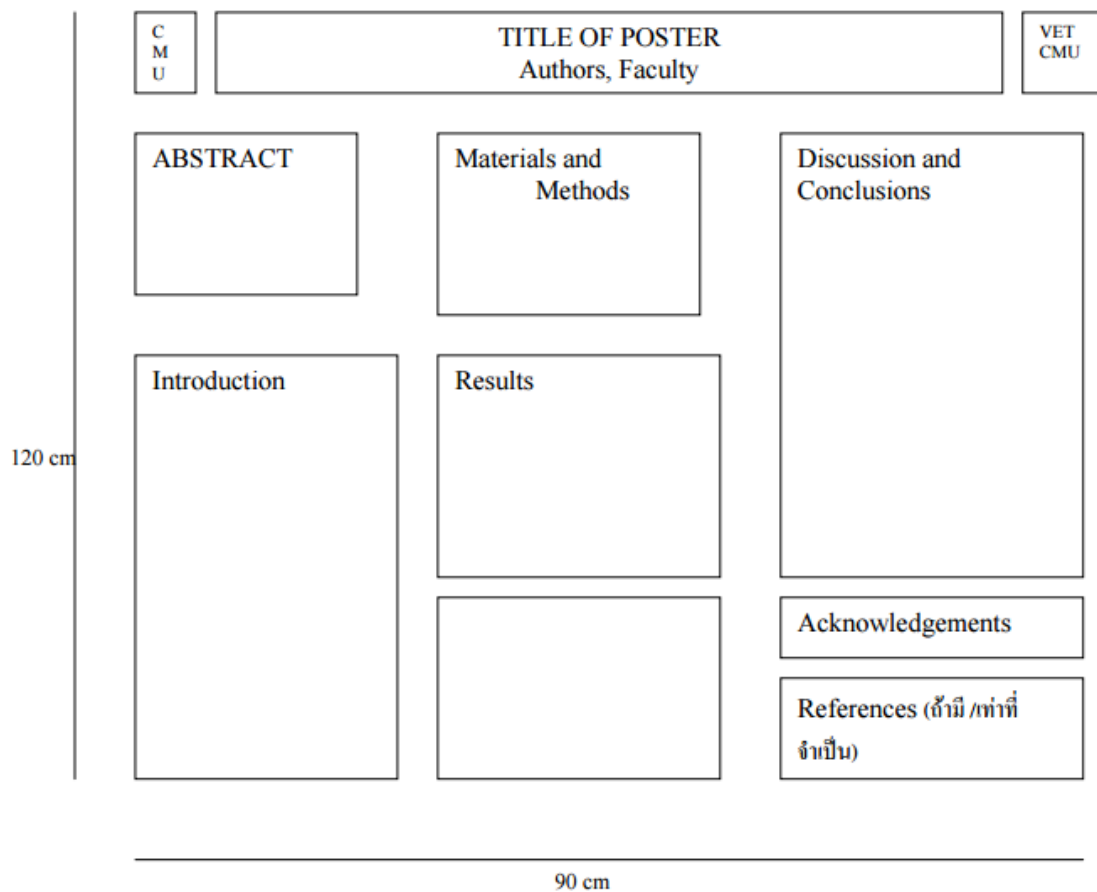 C
M
U
TITLE OF POSTER
Authors, Faculty
VET
CMU
ABSTRACT
Materials and
Methods
Discussion and
Conclusions
Introduction
Results
120 cm
Acknowledgements
References (ถ้ามี /เท่าที่
จำเป็น)
90 cm